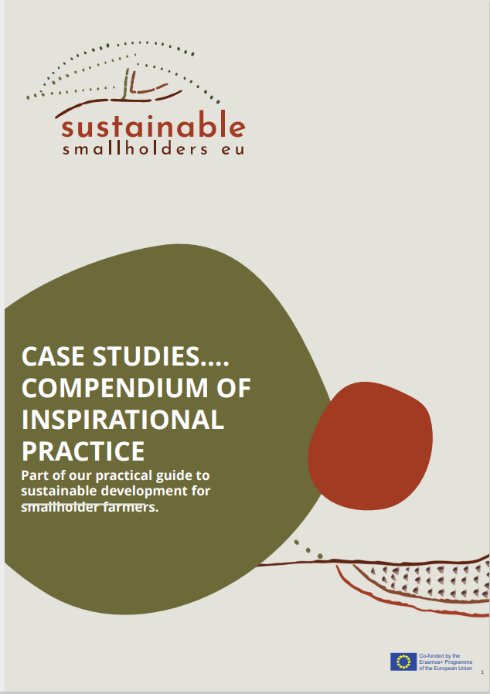 sustainable
smallholders eu
CASE STUDIES....
COMPENDIUM OF
INSPIRATIONAL
PRACTICE
Part of our practical guide to
sustainable development for
smallholder farmers.
Co-funded by the
Erasmus+ Programme
of the European Union
1